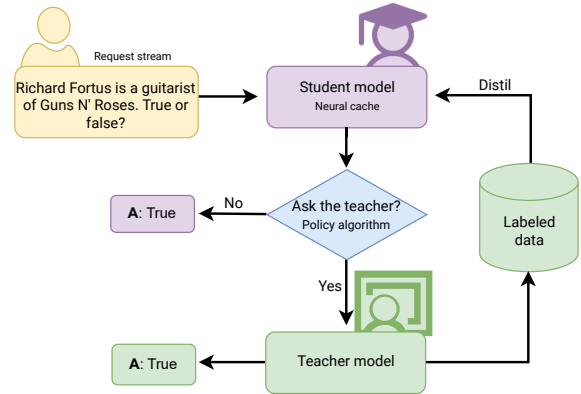 Request stream
Richard Fortus is a guitarist
of Guns N' Roses. True or
false?
Student model
Neural cache
Distil
Ask the teacher?
Policy algorithm
No
A: True
Labeled
data
Yes
Teacher model
A: True